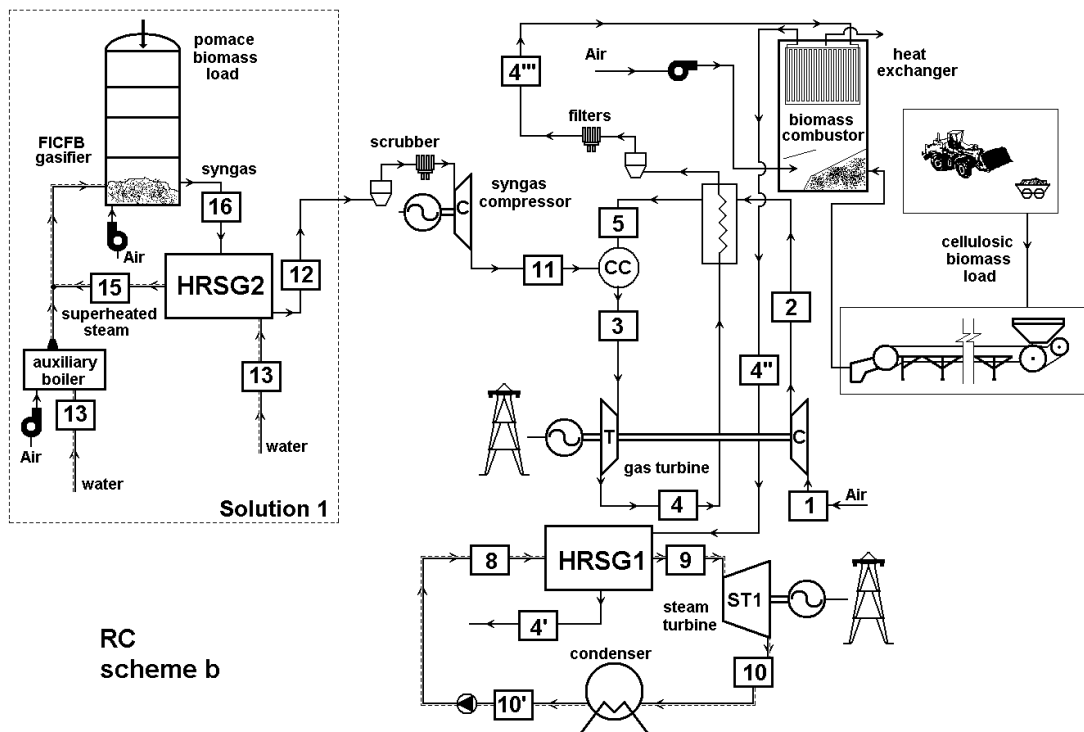 pomace
biomass
load
FICFB
gasifier
syngas
16
Air
12
15
superheated
steam
HRSG2
auxiliary
boiler
13
13
Air
water
water
Solution 1
scrubber
C
syngas
compressor
11
4'''
Air
filters
heat
exchanger
biomass
combustor
5
CC
3
2
4''
cellulosic
biomass
load
T
C
gas turbine
4
1
Air
8
HRSG1
9
4'
steam
turbine
ST1
condenser
10
10'
RC
scheme b